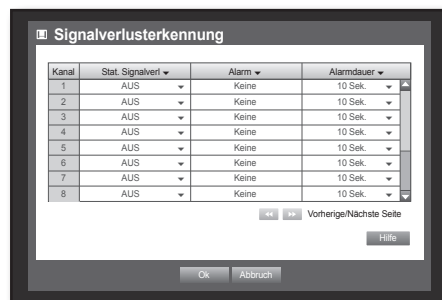 Signalverlusterkennung
Kanal Stat. Signalverl Alarm Alarmdauer
1 AUS Keine 10 Sek.
2 AUS Keine 10 Sek.
3 AUS Keine 10 Sek.
4 AUS Keine 10 Sek.
5 AUS Keine 10 Sek.
6 AUS Keine 10 Sek.
7 AUS Keine 10 Sek.
8 AUS Keine 10 Sek.
Vorherige/Nächste Seite
Hilfe
Ok Abbruch